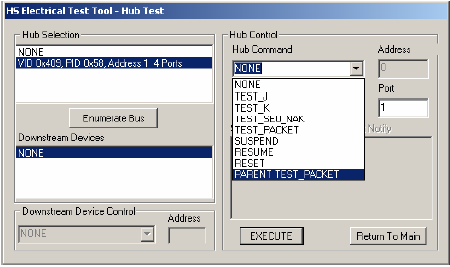 HS Electrical Test Tool - Hub Test
Hub Selection
NONE
VID 0x409, PID 0x58, Address 1 4 Ports
Enumerate Bus
Downstream Devices
NONE
Downstream Device Control
NONE
Address
Hub Control
Hub Command
Address
NONE
0
NONE
TEST_J
TEST_K
TEST_SE0_NAK
TEST_PACKET
SUSPEND
RESUME
RESET
PARENT TEST_PACKET
Port
1
Notify
EXECUTE
Return To Main